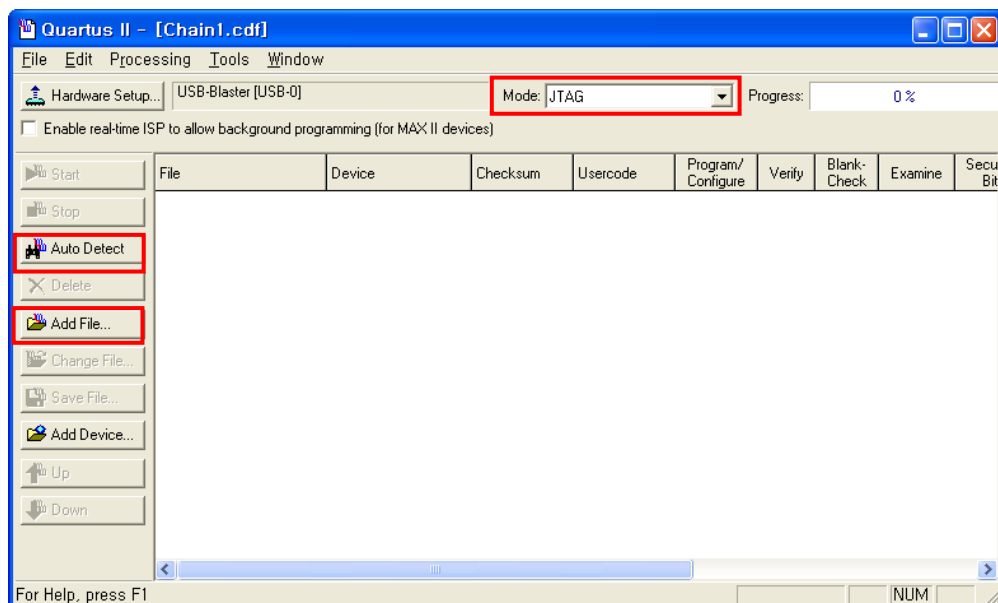 Quartus II - [Chain1.cdf]
File Edit Processing Tools Window
Hardware Setup... USB-Blaster [USB-0] Mode: JTAG Progress: 0 %
Enable real-time ISP to allow background programming (for MAX II devices)
Start
File Device Checksum Usercode Program/ Configure Verify Blank- Check Examine Secu Bit
Stop
Auto Detect
Delete
Add File...
Change File...
Save File...
Add Device...
Up
Down
For Help, press F1 NUM